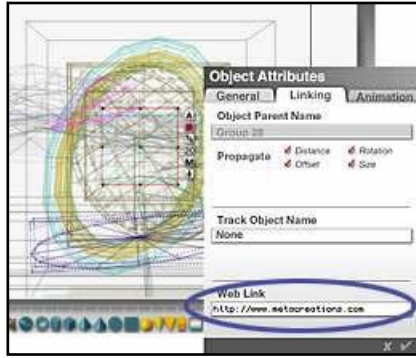 Object Attributes
General Linking Animation
Object Parent Name
Group 28
Propagate Distance Rotation
Offset Size
Track Object Name
None
Web Link
http://www.metacreations.com
A
M